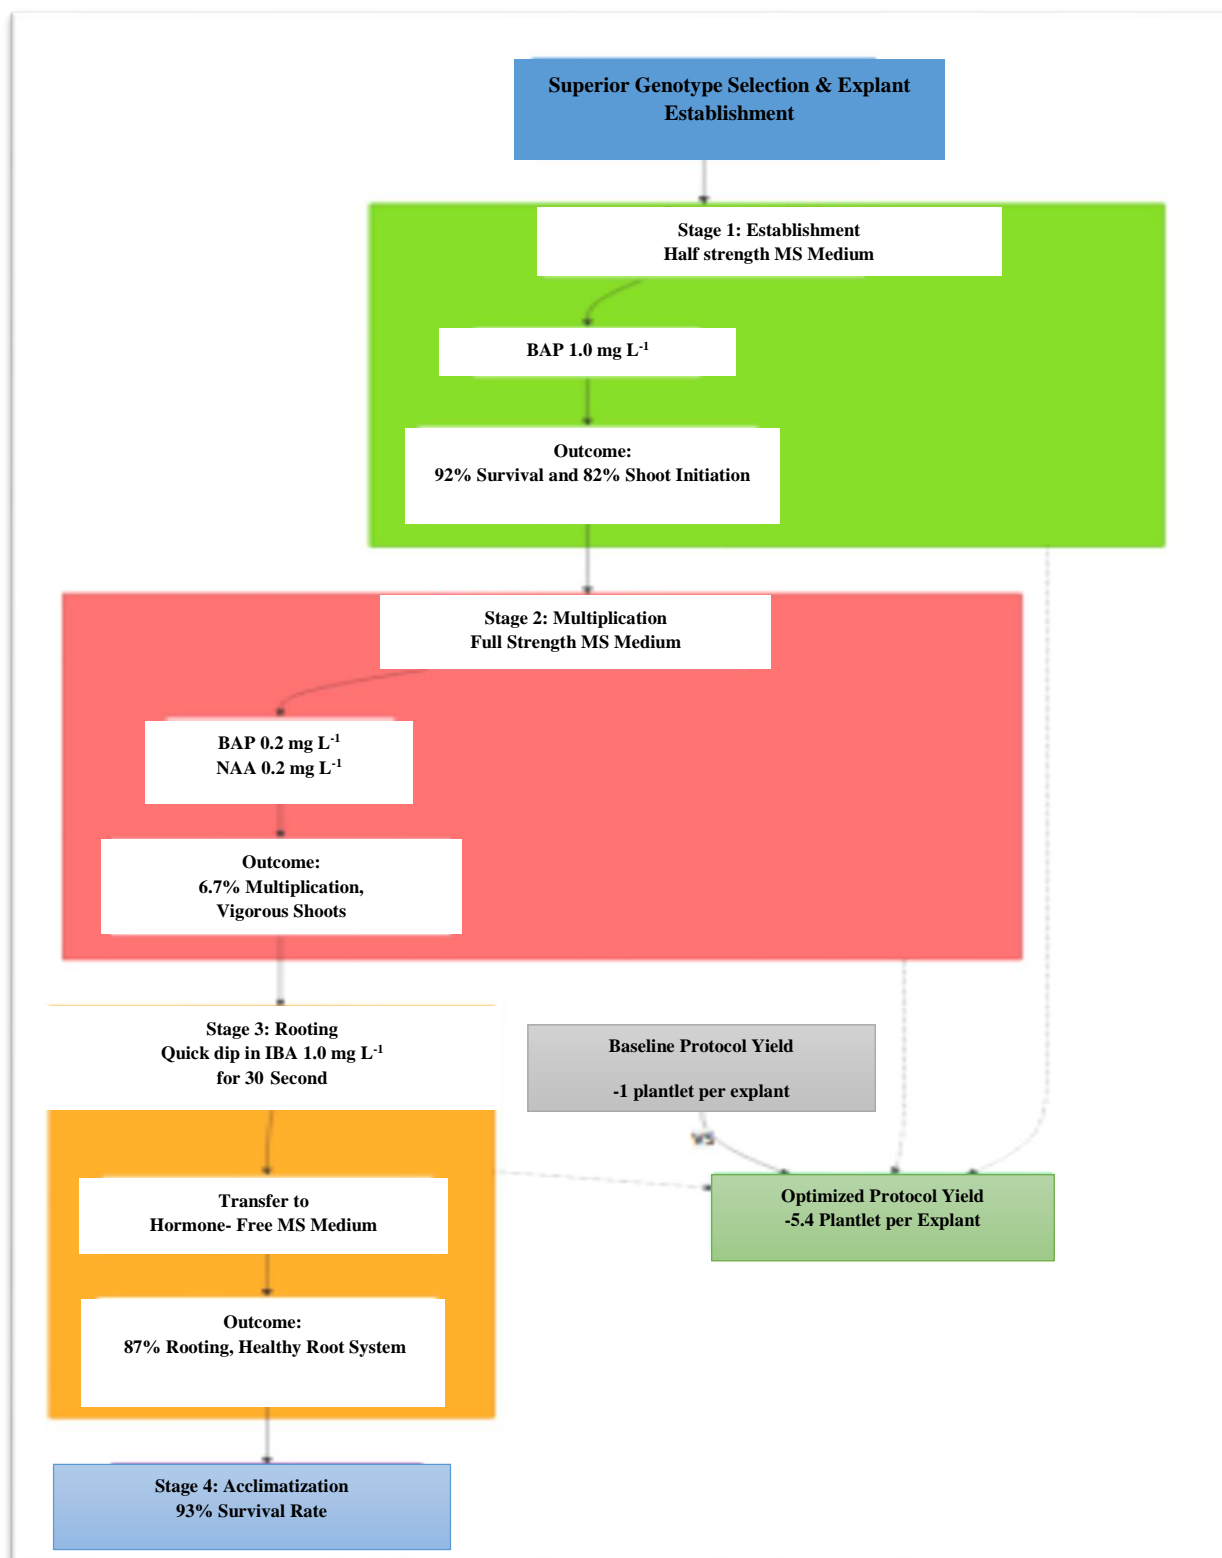 Superior Genotype Selection & Explant
Establishment
Stage 1: Establishment
Half strength MS Medium
BAP 1.0 mg L⁻¹
Outcome:
92% Survival and 82% Shoot Initiation
Stage 2: Multiplication
Full Strength MS Medium
BAP 0.2 mg L⁻¹
NAA 0.2 mg L⁻¹
Outcome:
6.7% Multiplication,
Vigorous Shoots
Stage 3: Rooting
Quick dip in IBA 1.0 mg L⁻¹
for 30 Second
Baseline Protocol Yield
-1 plantlet per explant
vs
Optimized Protocol Yield
-5.4 Plantlet per Explant
Transfer to
Hormone- Free MS Medium
Outcome:
87% Rooting, Healthy Root System
Stage 4: Acclimatization
93% Survival Rate